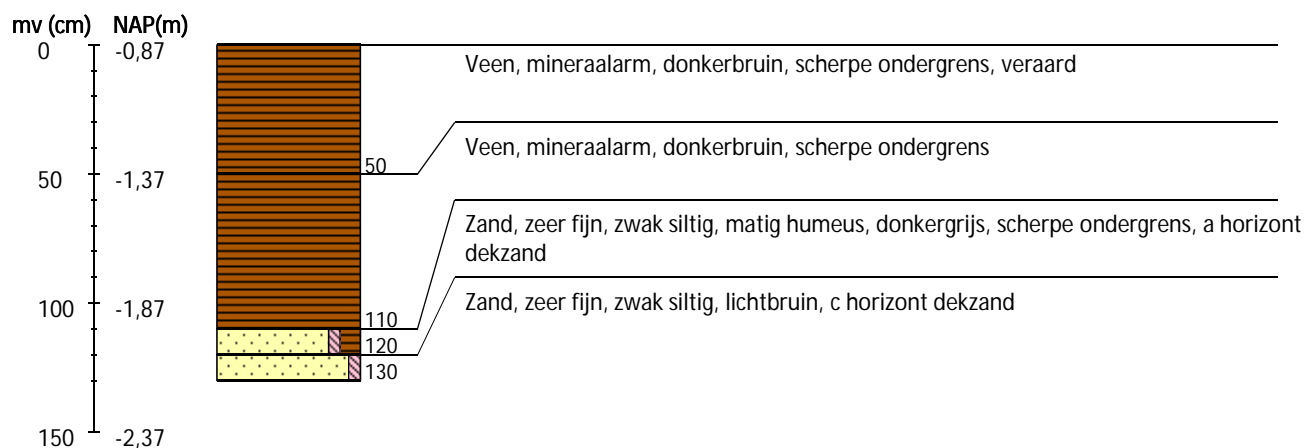 mv (cm) NAP(m)
0 -0,87
Veen, mineraalarm, donkerbruin, scherpe ondergrens, veraard
Veen, mineraalarm, donkerbruin, scherpe ondergrens
50
50 -1,37
Zand, zeer fijn, zwak siltig, matig humeus, donkergrijs, scherpe ondergrens, a horizont
dekzand
Zand, zeer fijn, zwak siltig, lichtbruin, c horizont dekzand
100 -1,87
110
120
130
150 -2,37